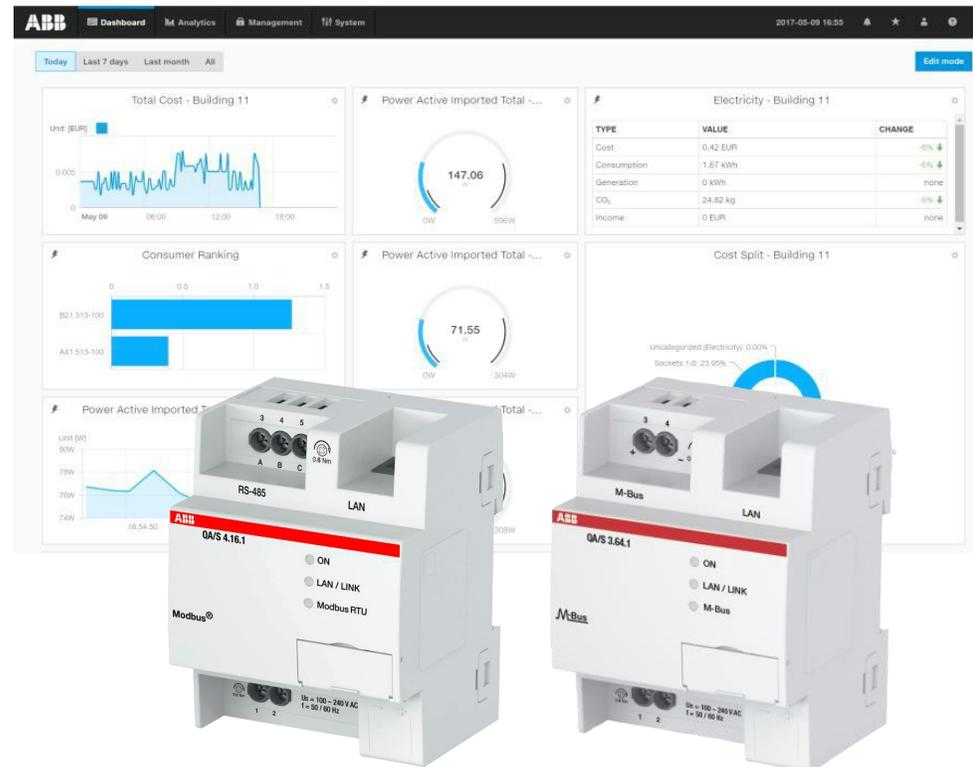 ABB Dashboard Analytics Management System 2017-05-09 16:55
Today Last 7 days Last month All Edit mode
Total Cost - Building 11
Unit: [EUR]
0.005
0
May 09 06:00 12:00 18:00
Power Active Imported Total -...
147.06
W
0W 596W
Electricity - Building 11
TYPE VALUE CHANGE
Cost 0,42 EUR -6%
Consumption 1.67 kWh -6%
Generation 0 kWh none
CO₂ 24,82 kg -6%
Income 0 EUR none
Consumer Ranking
0 0.5 1.0 1.5
B21 313-100
A41 513-100
Power Active Imported Total -...
71.55
W
0W 304W
Cost Split - Building 11
Uncategorized (Electricity): 0.00%
Sockets 1-6: 23.95%
Power Active Imported
Unit [W]
80W
78W
76W
74W
16:54:50
Total -...
308W
3 4 5
A B C
0.6 Nm
RS-485
LAN
ABB
QA/S 4.16.1
ON
LAN / LINK
Modbus RTU
Modbus®
1 2
Us = 100 – 240 V AC
f = 50 / 60 Hz
3 4
+ –
M-Bus
LAN
ABB
QA/S 3.64.1
ON
LAN / LINK
M-Bus
M-Bus
1 2
Us = 100 – 240 V AC
f = 50 / 60 Hz